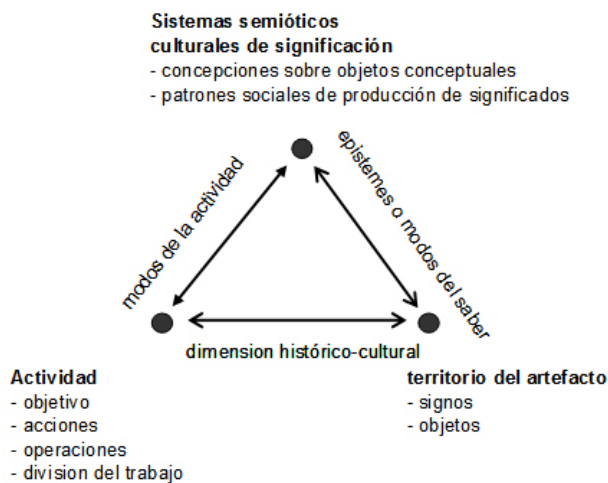 Sistemas semióticos
culturales de significación
- concepciones sobre objetos conceptuales
- patrones sociales de producción de significados
modos de la actividad
epistemes o modos del saber
dimension histórico-cultural
Actividad
- objetivo
- acciones
- operaciones
- division del trabajo
territorio del artefacto
- signos
- objetos